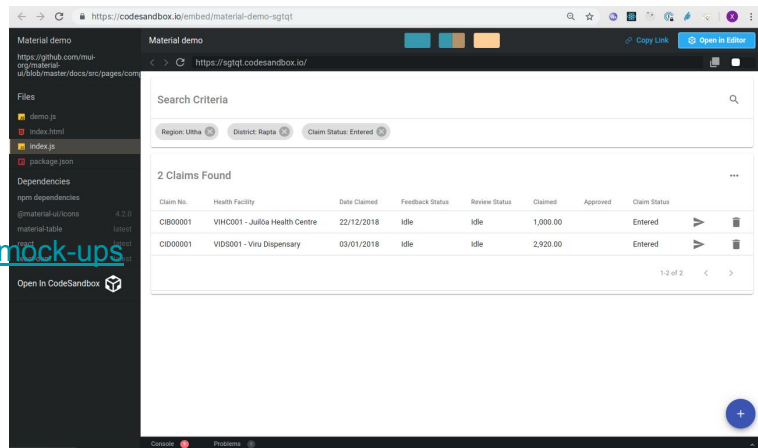 https://codesandbox.io/embed/material-demo-sgtqt
Material demo
https://github.com/mui-
org/material-
ui/blob/master/docs/src/pages/com
Files
demo.js
index.html
index.js
package.json
Dependencies
npm dependencies
@material-ui/icons 4.2.0
material-table latest
react latest
mock-ups
Open In CodeSandbox
Material demo
Copy Link
Open in Editor
https://sgtqt.codesandbox.io/
Search Criteria
Region: Ultha
District: Rapta
Claim Status: Entered
2 Claims Found
Claim No. Health Facility Date Claimed Feedback Status Review Status Claimed Approved Claim Status
CIB00001 VIHC001 - Juilôa Health Centre 22/12/2018 Idle Idle 1,000.00 Entered
CID00001 VIDS001 - Viru Dispensary 03/01/2018 Idle Idle 2,920.00 Entered
1-2 of 2
Console
Problems